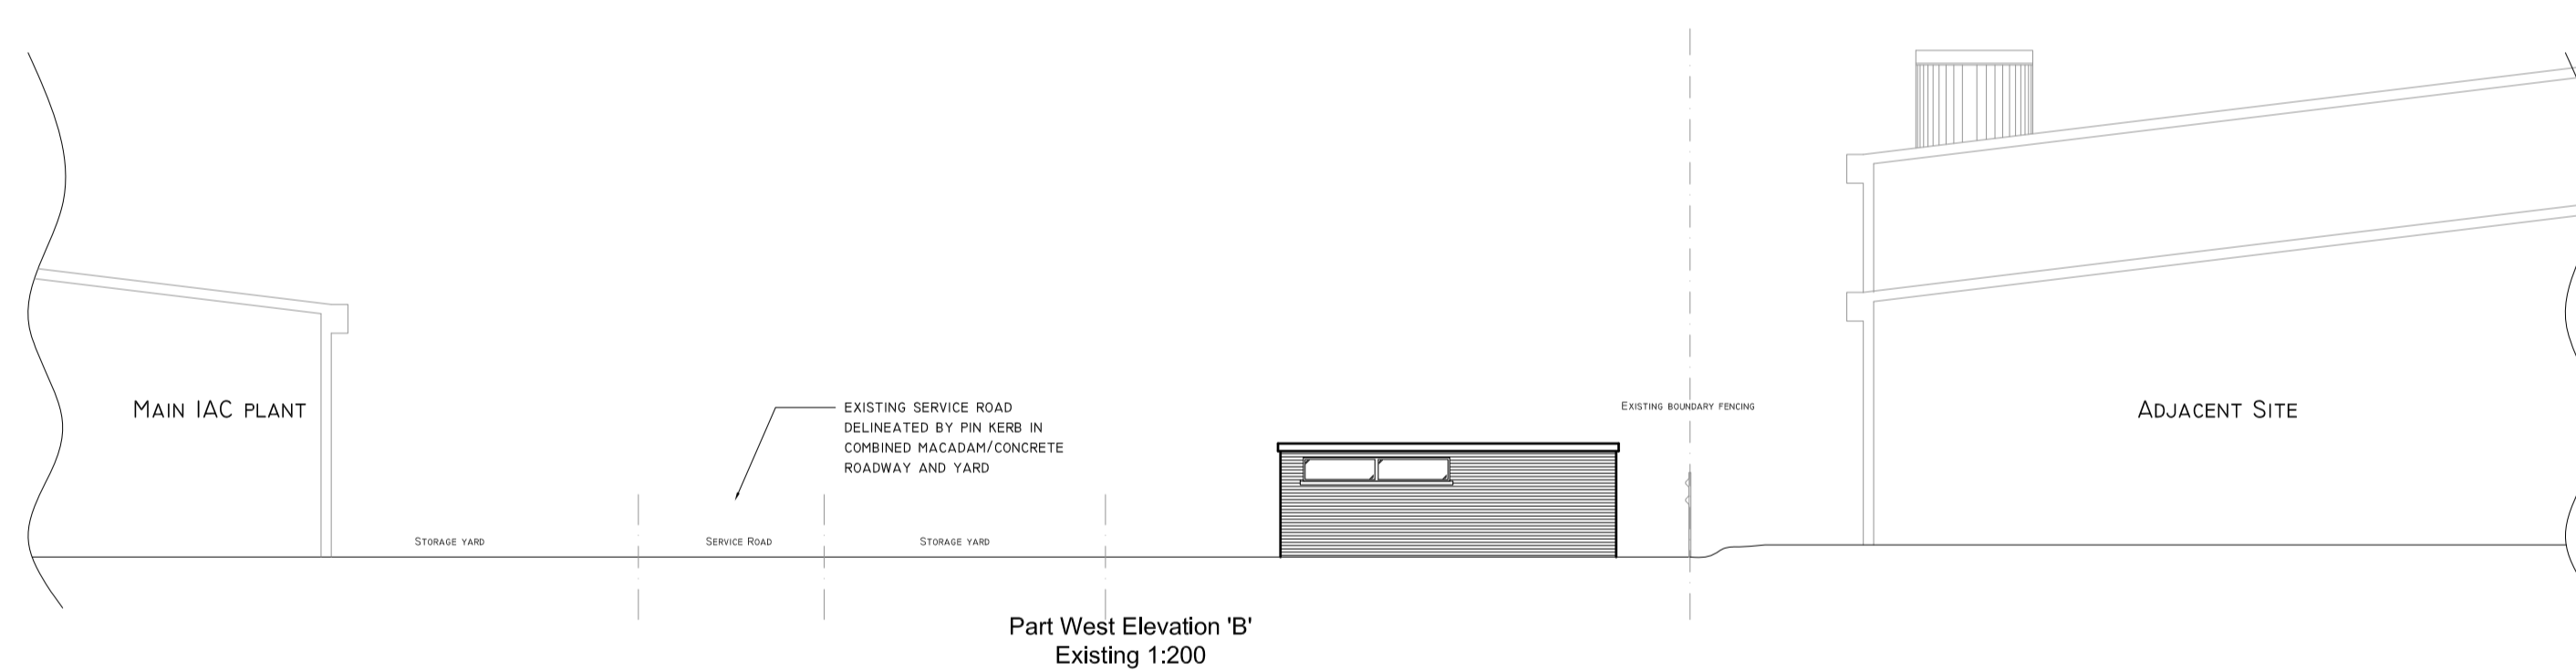 Main IAC plant
EXISTING SERVICE ROAD
DELINEATED BY PIN KERB IN
COMBINED MACADAM/CONCRETE
ROADWAY AND YARD
Existing boundary fencing
Adjacent Site
Storage yard
Service Road
Storage yard
Part West Elevation 'B'
Existing 1:200